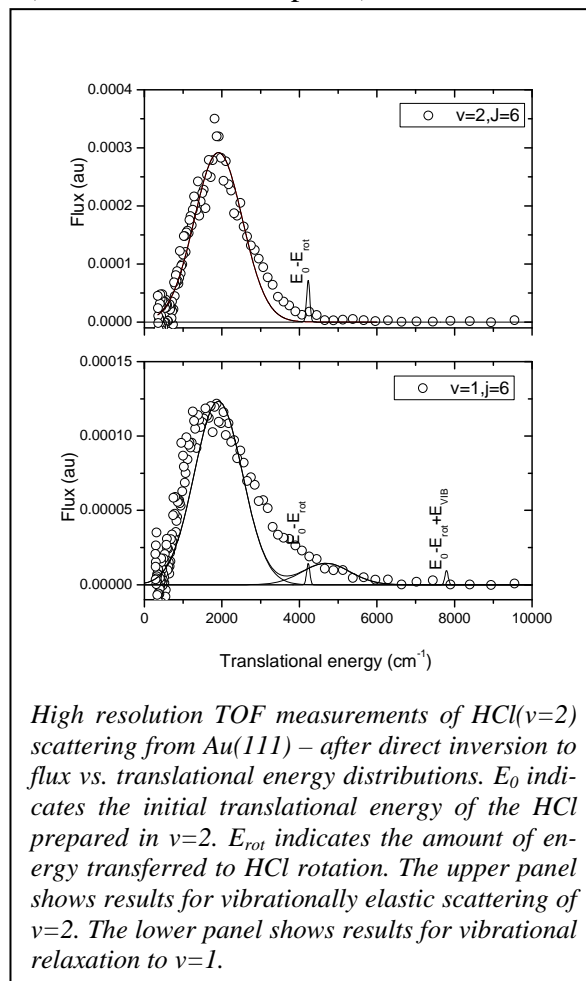 0.0004
v=2,J=6
0.0003
Flux (au)
0.0002
E0-Erot
0.0001
0.0000
0.00015
v=1,j=6
0.00010
Flux (au)
0.00005
E0-Erot
E0-Erot+EVIB
0.00000
0 2000 4000 6000 8000 10000
Translational energy (cm-1)
High resolution TOF measurements of HCl(v=2)
scattering from Au(111) – after direct inversion to
flux vs. translational energy distributions. E0 indi-
cates the initial translational energy of the HCl
prepared in v=2. Erot indicates the amount of en-
ergy transferred to HCl rotation. The upper panel
shows results for vibrationally elastic scattering of
v=2. The lower panel shows results for vibrational
relaxation to v=1.